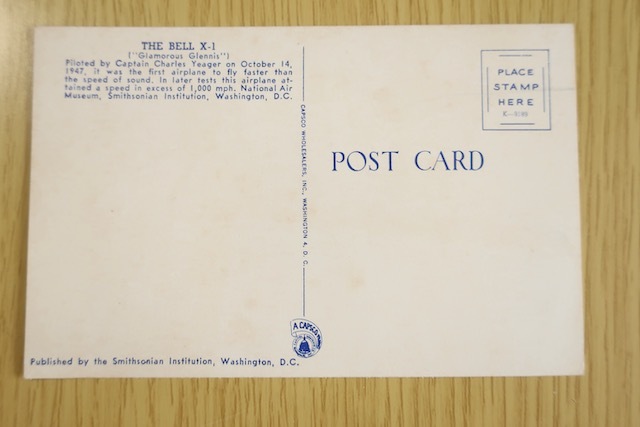 THE BELL X-1
("Glamorous Glennis")
Piloted by Captain Charles Yeager on October 14,
1947, it was the first airplane to fly faster than
the speed of sound. In later tests this airplane at-
tained a speed in excess of 1,000 mph. National Air
Museum, Smithsonian Institution, Washington, D.C.
Published by the Smithsonian Institution, Washington, D.C.
CAPSCO WHOLESALERS, INC., WASHINGTON 4, D. C.
A CAPSCO
PLACE
STAMP
HERE
POST CARD